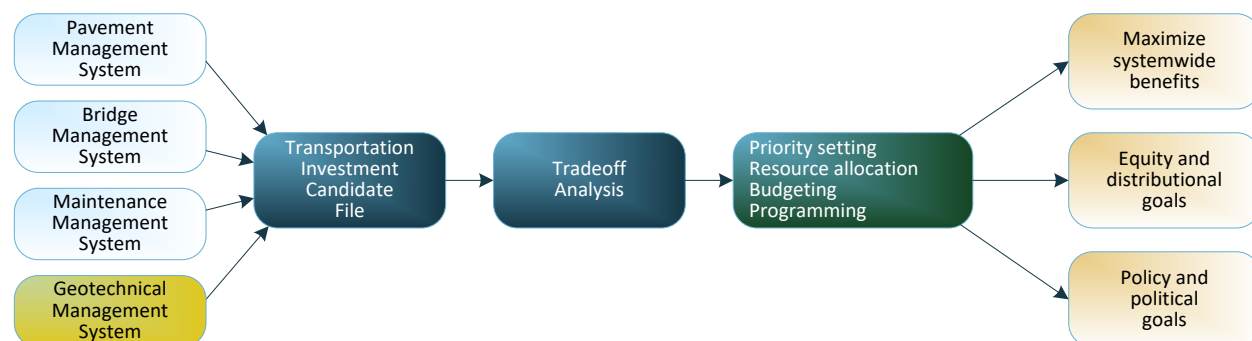 Pavement
Management
System
Bridge
Management
System
Maintenance
Management
System
Geotechnical
Management
System
Transportation
Investment
Candidate
File
Tradeoff
Analysis
Priority setting
Resource allocation
Budgeting
Programming
Maximize
systemwide
benefits
Equity and
distributional
goals
Policy and
political
goals